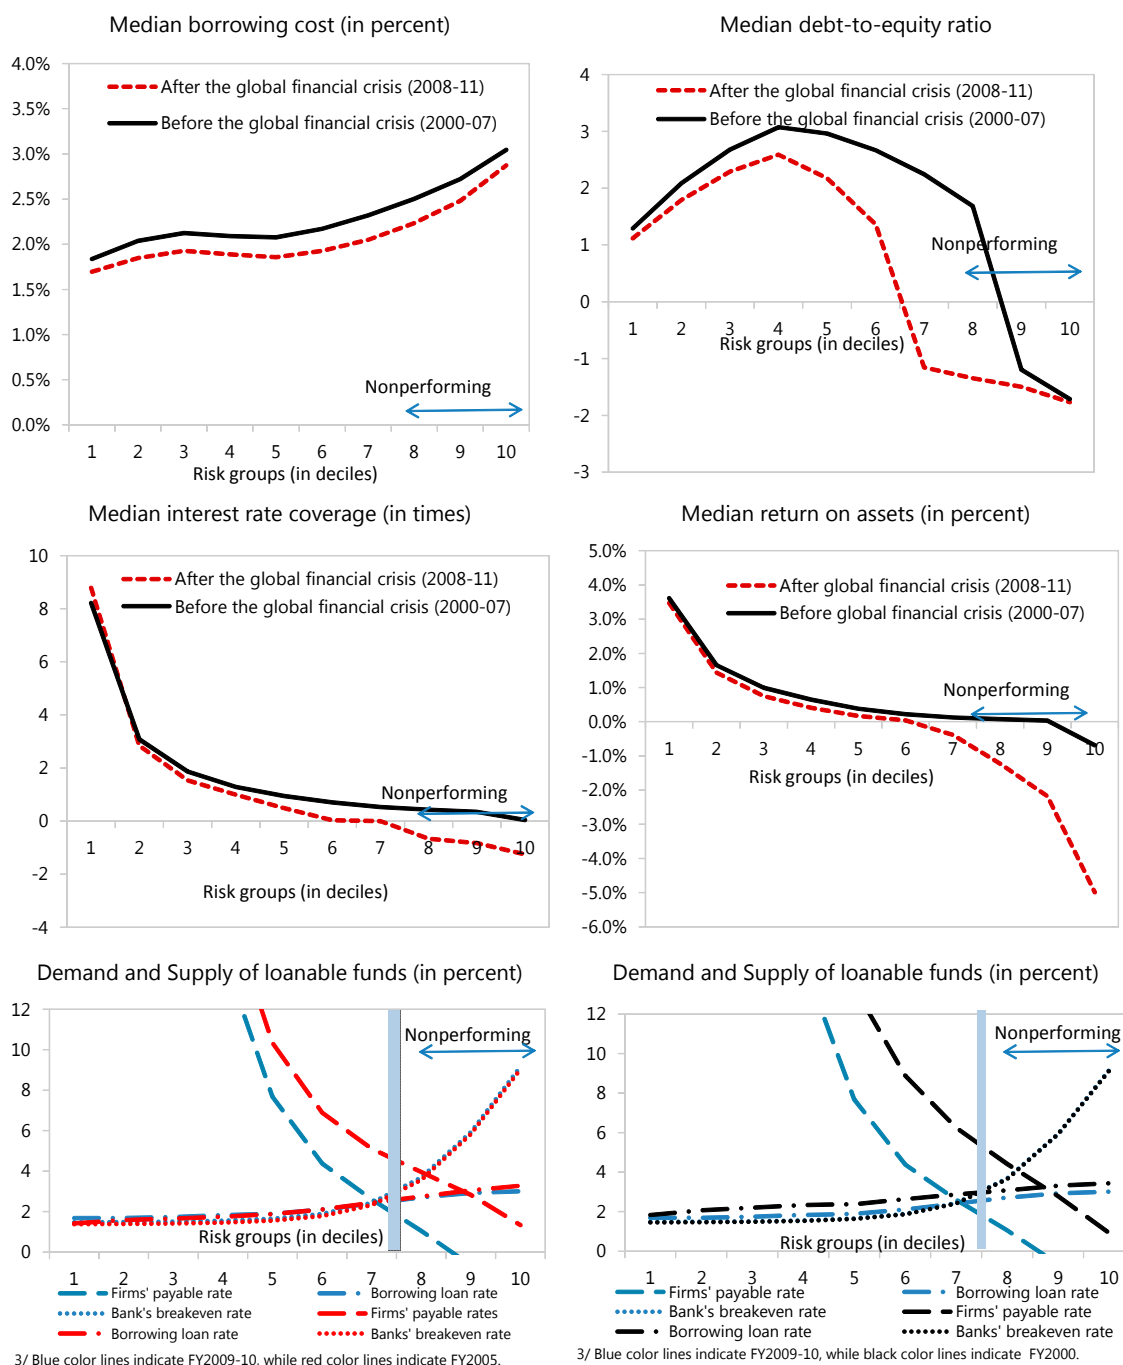 Median borrowing cost (in percent)
4.0%
3.5%
3.0%
2.5%
2.0%
1.5%
1.0%
0.5%
0.0%
After the global financial crisis (2008-11)
Before the global financial crisis (2000-07)
Nonperforming
1 2 3 4 5 6 7 8 9 10
Risk groups (in deciles)
Median debt-to-equity ratio
4
3
2
1
0
-1
-2
-3
After the global financial crisis (2008-11)
Before the global financial crisis (2000-07)
Nonperforming
1 2 3 4 5 6 7 8 9 10
Risk groups (in deciles)
Median interest rate coverage (in times)
10
8
6
4
2
0
-2
-4
After the global financial crisis (2008-11)
Before the global financial crisis (2000-07)
Nonperforming
1 2 3 4 5 6 7 8 9 10
Risk groups (in deciles)
Median return on assets (in percent)
5.0%
4.0%
3.0%
2.0%
1.0%
0.0%
-1.0%
-2.0%
-3.0%
-4.0%
-5.0%
-6.0%
After global financial crisis (2008-11)
Before global financial crisis (2000-07)
Nonperforming
1 2 3 4 5 6 7 8 9 10
Risk groups (in deciles)
Demand and Supply of loanable funds (in percent)
12
10
8
6
4
2
0
Nonperforming
Risk groups (in deciles)
1 2 3 4 5 6 7 8 9 10
Firms' payable rate
Borrowing loan rate
Bank's breakeven rate
Firms' payable rates
Borrowing loan rate
Banks' breakeven rate
3/ Blue color lines indicate FY2009-10, while red color lines indicate FY2005.
Demand and Supply of loanable funds (in percent)
12
10
8
6
4
2
0
Nonperforming
Risk groups (in deciles)
1 2 3 4 5 6 7 8 9 10
Firms' payable rate
Borrowing loan rate
Bank's breakeven rate
Firms' payable rate
Borrowing loan rate
Banks' breakeven rate
3/ Blue color lines indicate FY2009-10, while black color lines indicate FY2000.